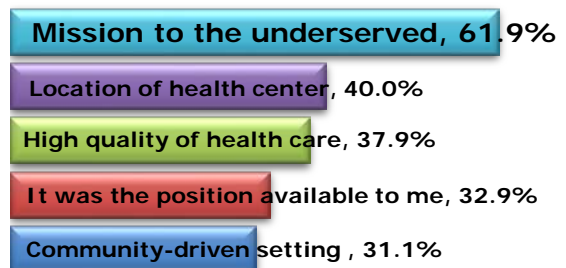 Mission to the underserved, 61.9%
Location of health center, 40.0%
High quality of health care, 37.9%
It was the position available to me, 32.9%
Community-driven setting , 31.1%